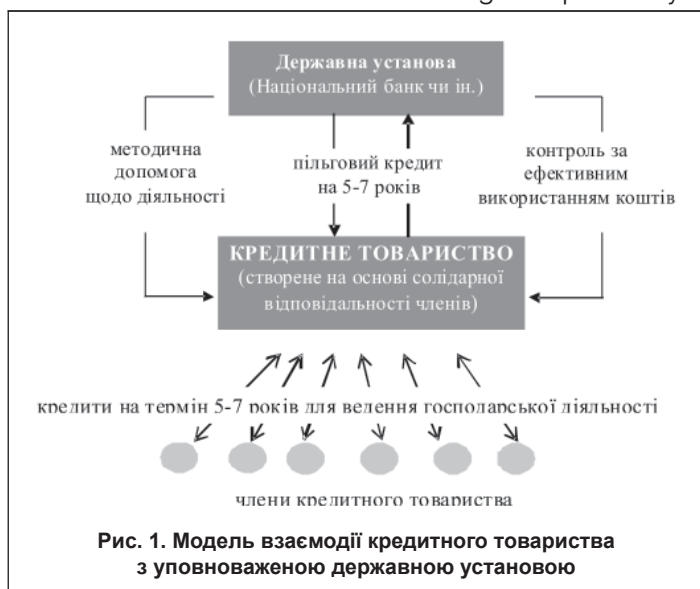 Державна установа
(Національний банк чи ін.)
методична
допомога
щодо діяльності
пільговий кредит
на 5-7 років
контроль за
ефективним
використанням коштів
КРЕДИТНЕ ТОВАРИСТВО
(створене на основі солідарної
відповідальності членів)
кредити на термін 5-7 років для ведення господарської діяльності
члени кредитного товариства
Рис. 1. Модель взаємодії кредитного товариства
з уповноваженою державною установою